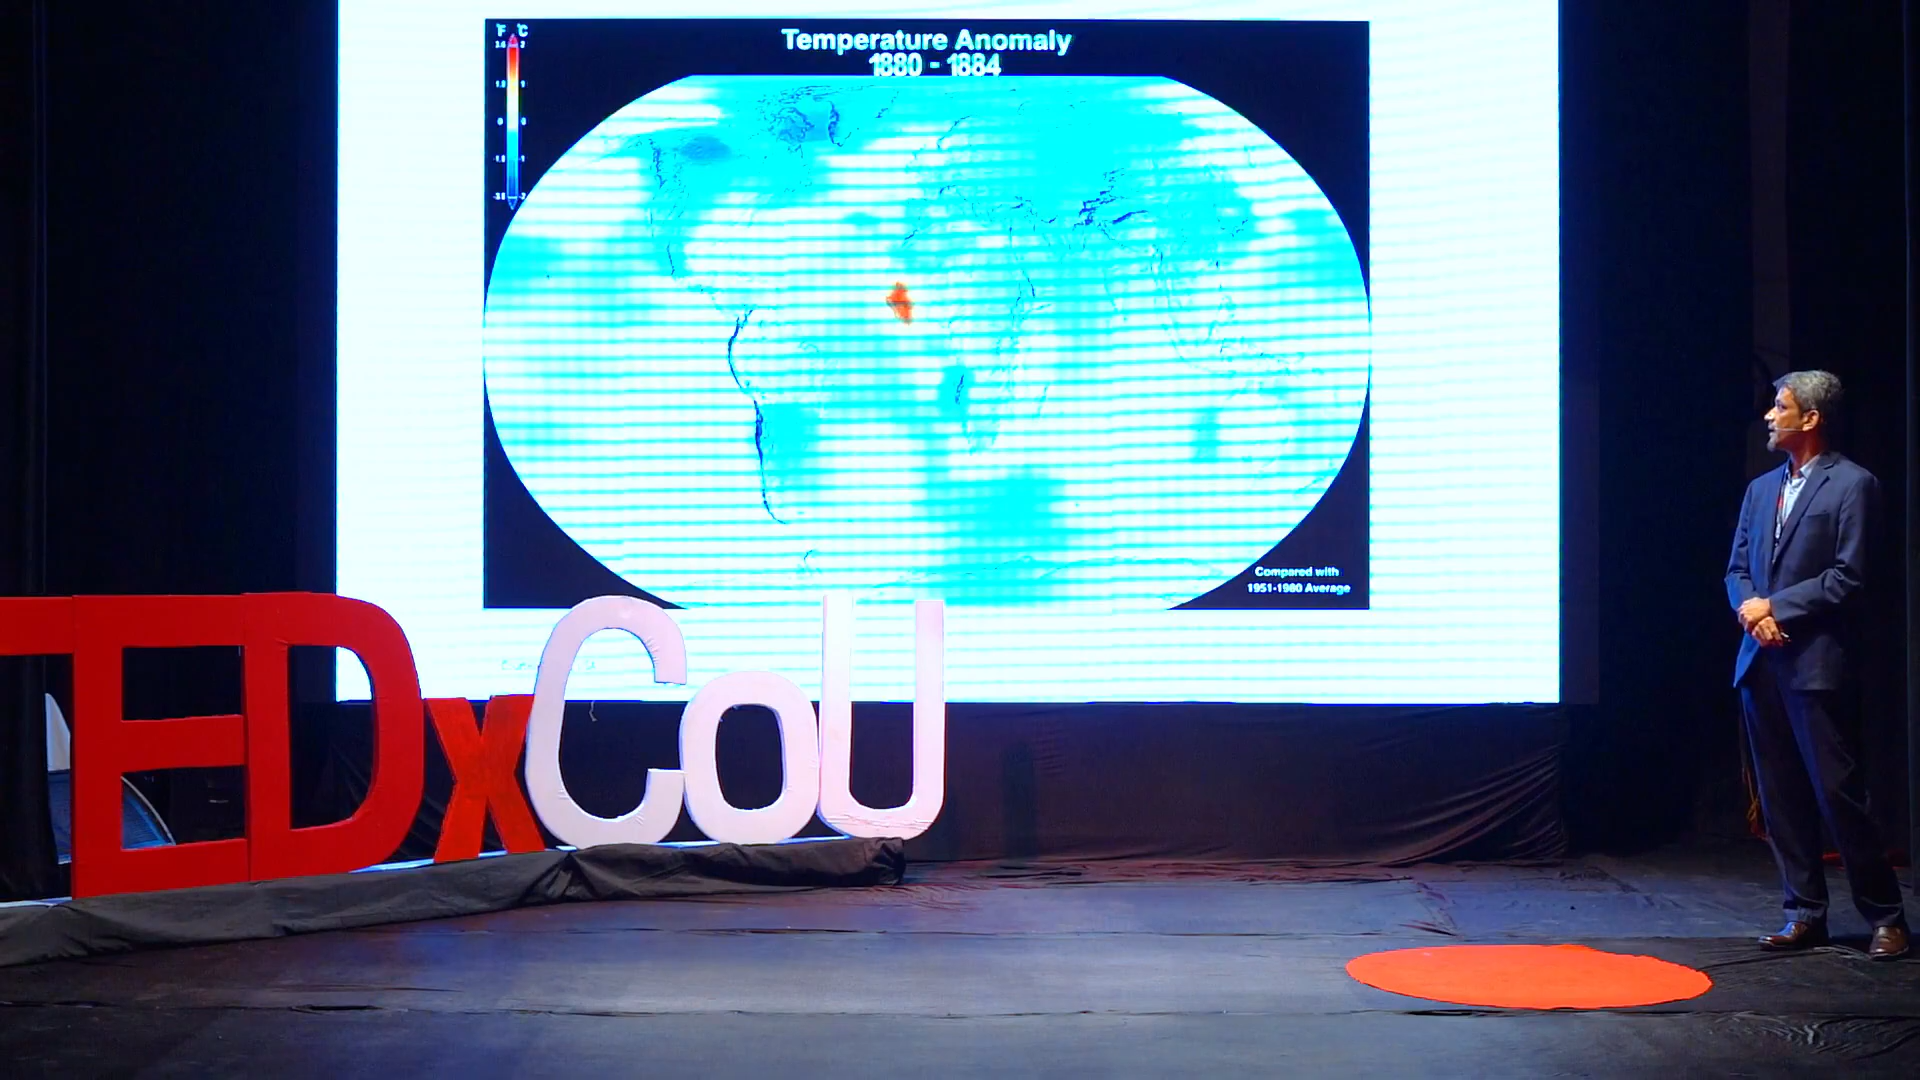 °F °C
Temperature Anomaly
1880 - 1884
Compared with
1951-1980 Average
TEDxCoU